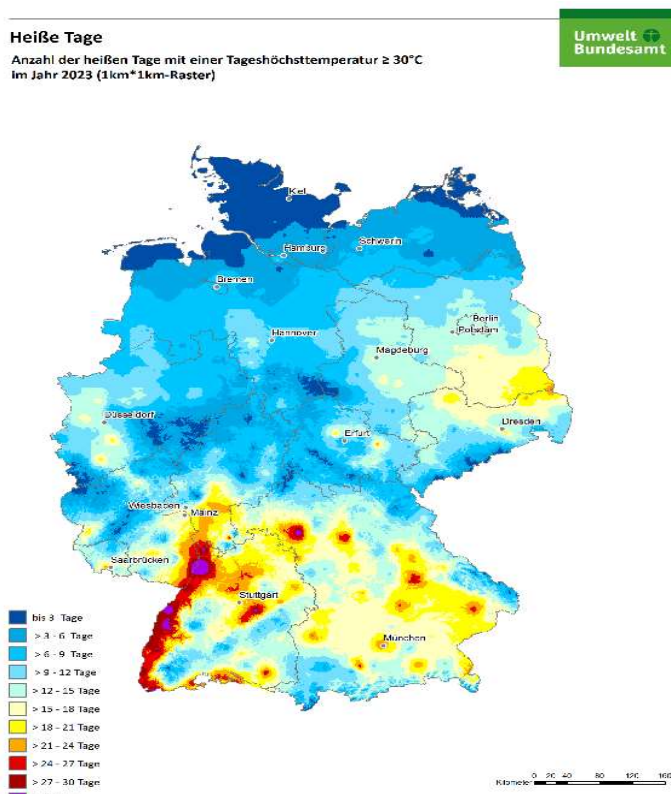 Heiße Tage
Anzahl der heißen Tage mit einer Tageshöchsttemperatur ≥ 30°C
im Jahr 2023 (1km*1km-Raster)
Umwelt
Bundesamt
Kiel
Hamburg
Schwerin
Bremen
Berlin
Potsdam
Hannover
Magdeburg
Düsseldorf
Dresden
Erfurt
Wiesbaden
Mainz
Saarbrücken
Stuttgart
München
bis 3 Tage
> 3 - 6 Tage
> 6 - 9 Tage
> 9 - 12 Tage
> 12 - 15 Tage
> 15 - 18 Tage
> 18 - 21 Tage
> 21 - 24 Tage
> 24 - 27 Tage
> 27 - 30 Tage
Kilometer 0 20 40 80 120 160